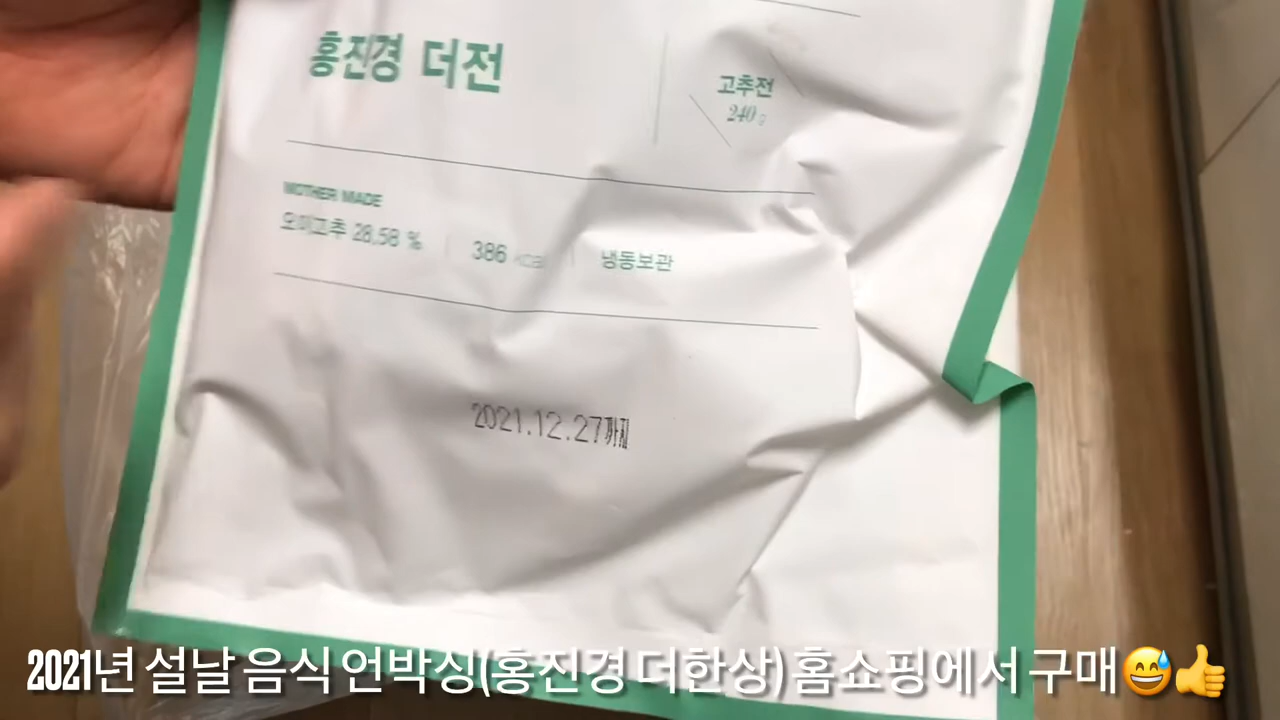 홍진경 더전
고추전
240 g
MOTHER MADE
오이고추 28,58 %
386 kcal
냉동보관
2021.12.27까지
2021년 설날 음식 언박싱(홍진경 더한상) 홈쇼핑에서 구매😅👍